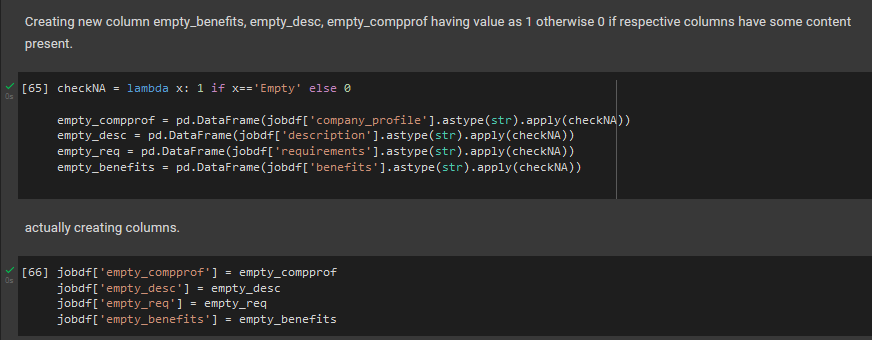 Creating new column empty_benefits, empty_desc, empty_compprof having value as 1 otherwise 0 if respective columns have some content
present.
[65] checkNA = lambda x: 1 if x=='Empty' else 0
empty_compprof = pd.DataFrame(jobdf['company_profile'].astype(str).apply(checkNA))
empty_desc = pd.DataFrame(jobdf['description'].astype(str).apply(checkNA))
empty_req = pd.DataFrame(jobdf['requirements'].astype(str).apply(checkNA))
empty_benefits = pd.DataFrame(jobdf['benefits'].astype(str).apply(checkNA))
0s
actually creating columns.
[66] jobdf['empty_compprof'] = empty_compprof
0s
jobdf['empty_desc'] = empty_desc
jobdf['empty_req'] = empty_req
jobdf['empty_benefits'] = empty_benefits